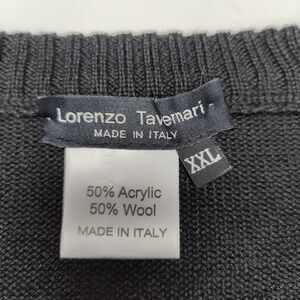 Lorenzo Tavernari
MADE IN ITALY
XXL
50% Acrylic
50% Wool
MADE IN ITALY